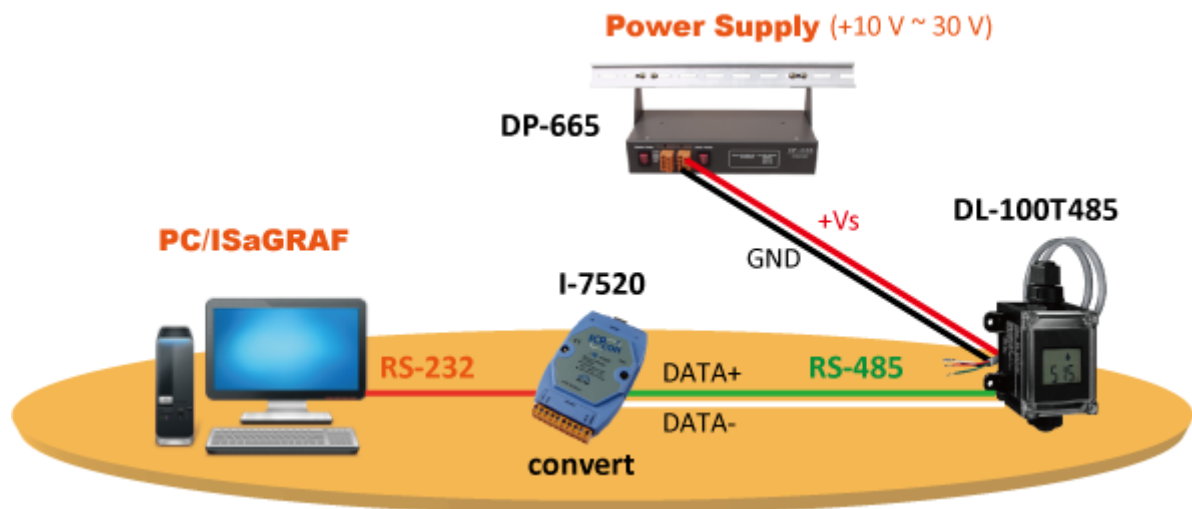 Power Supply (+10 V ~ 30 V)
DP-665
DL-100T485
+Vs
GND
PC/ISaGRAF
I-7520
RS-232
DATA+
RS-485
DATA-
convert
515